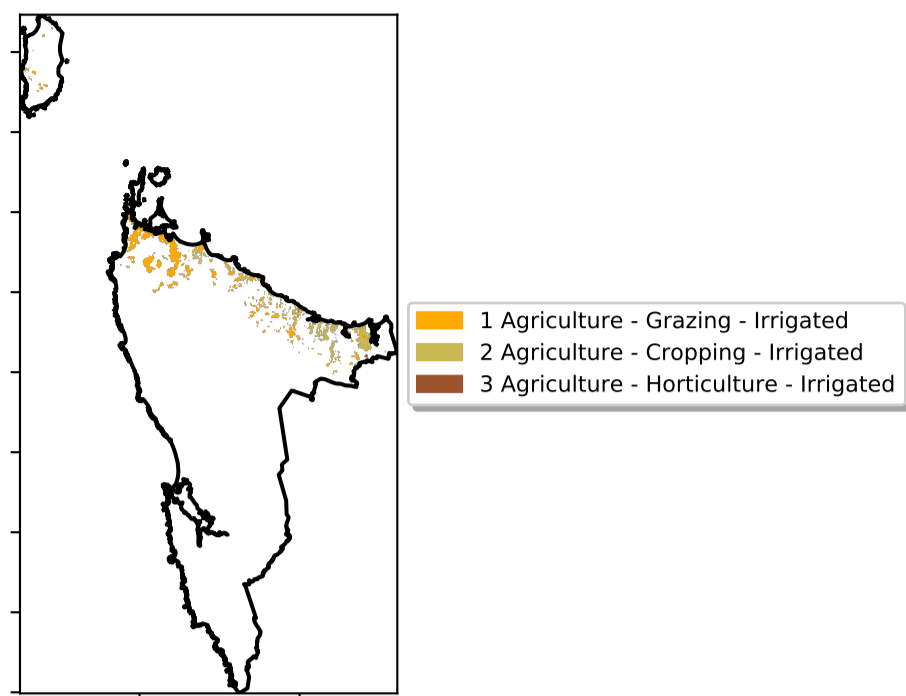 1 Agriculture - Grazing - Irrigated
2 Agriculture - Cropping - Irrigated
3 Agriculture - Horticulture - Irrigated